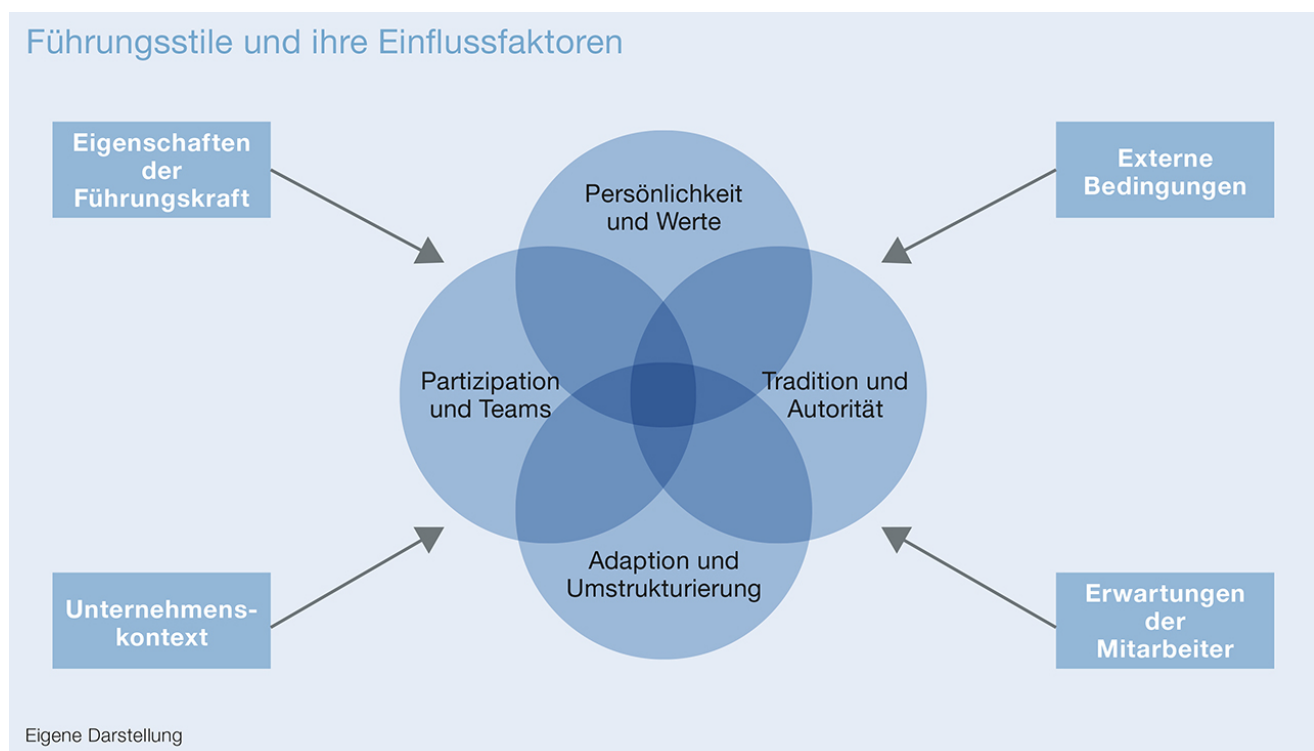 Führungsstile und ihre Einflussfaktoren
Eigenschaften
der
Führungskraft
Externe
Bedingungen
Persönlichkeit
und Werte
Partizipation
und Teams
Tradition und
Autorität
Adaption und
Umstrukturierung
Unternehmens-
kontext
Erwartungen
der
Mitarbeiter
Eigene Darstellung